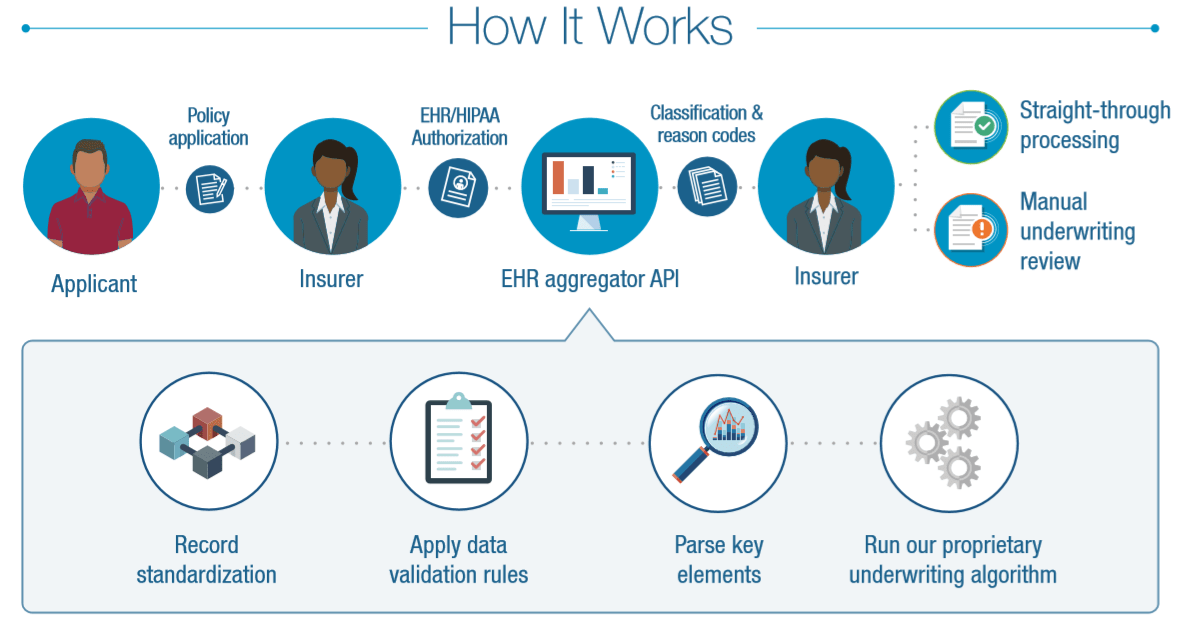 How It Works
Policy
application
EHR/HIPAA
Authorization
Classification &
reason codes
Straight-through
processing
Manual
underwriting
review
Applicant
Insurer
EHR aggregator API
Insurer
Record
standardization
Apply data
validation rules
Parse key
elements
Run our proprietary
underwriting algorithm